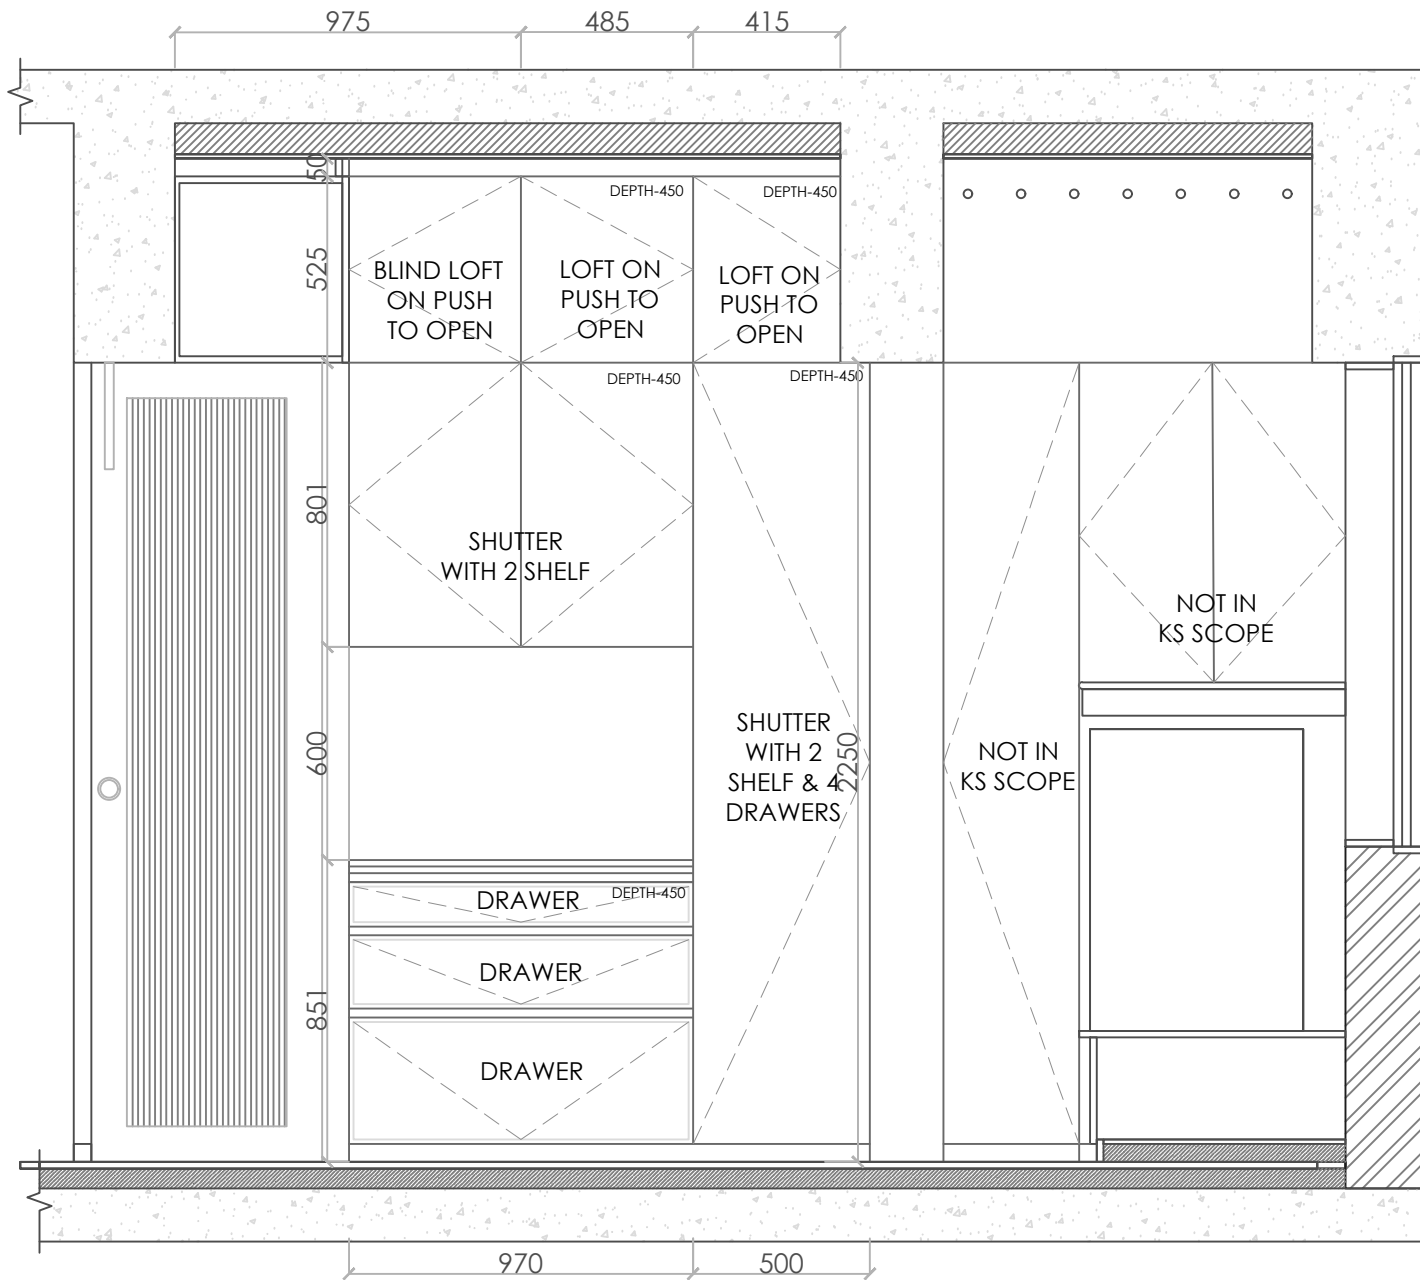 975
485
415
50
DEPTH-450
DEPTH-450
525
BLIND LOFT
ON PUSH
TO OPEN
LOFT ON
PUSH TO
OPEN
LOFT ON
PUSH TO
OPEN
DEPTH-450
DEPTH-450
801
SHUTTER
WITH 2 SHELF
NOT IN
KS SCOPE
600
SHUTTER
WITH 2
SHELF & 4
DRAWERS
2250
NOT IN
KS SCOPE
DRAWER
DEPTH-450
DRAWER
851
DRAWER
970
500